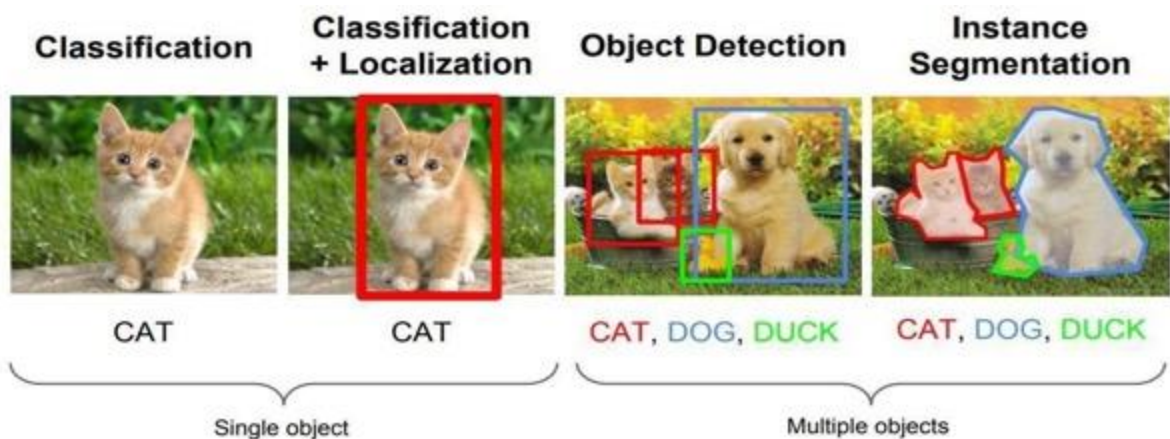 Classification
Classification
+ Localization
Object Detection
Instance
Segmentation
CAT
CAT
CAT, DOG, DUCK
CAT, DOG, DUCK
Single object
Multiple objects